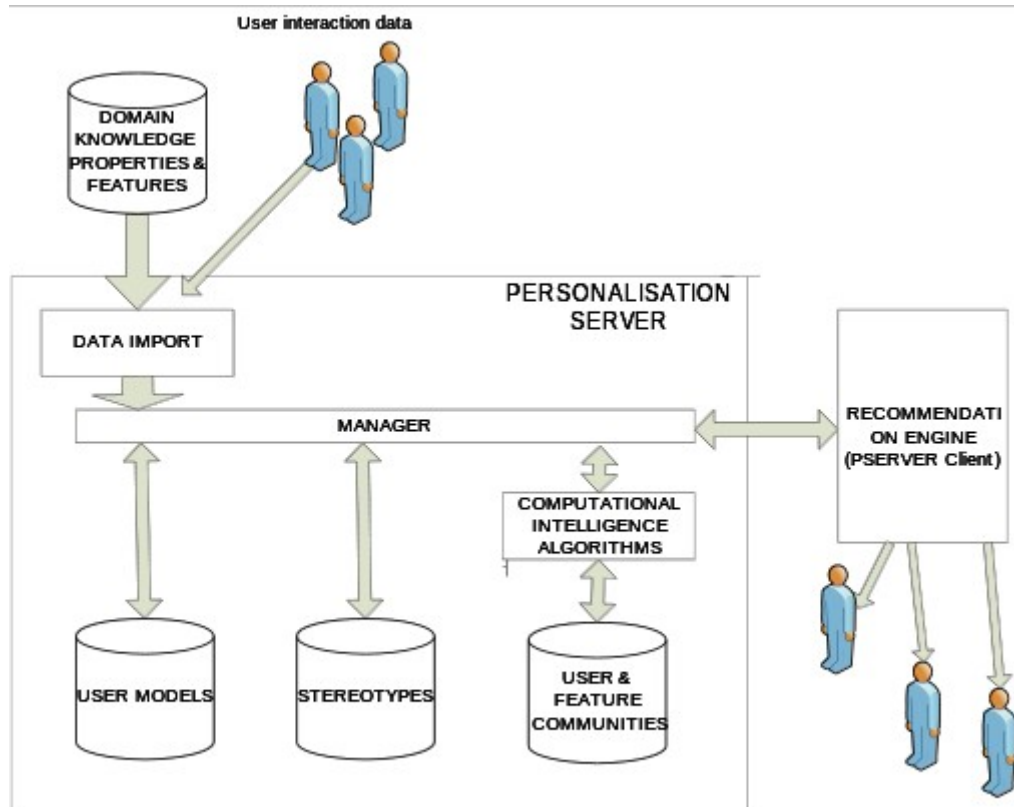 User interaction data
DOMAIN
KNOWLEDGE
PROPERTIES &
FEATURES
PERSONALISATION
SERVER
DATA IMPORT
MANAGER
RECOMMENDATI
ON ENGINE
(PSERVER Client)
COMPUTATIONAL
INTELLIGENCE
ALGORITHMS
USER MODELS
STEREOTYPES
USER &
FEATURE
COMMUNITIES